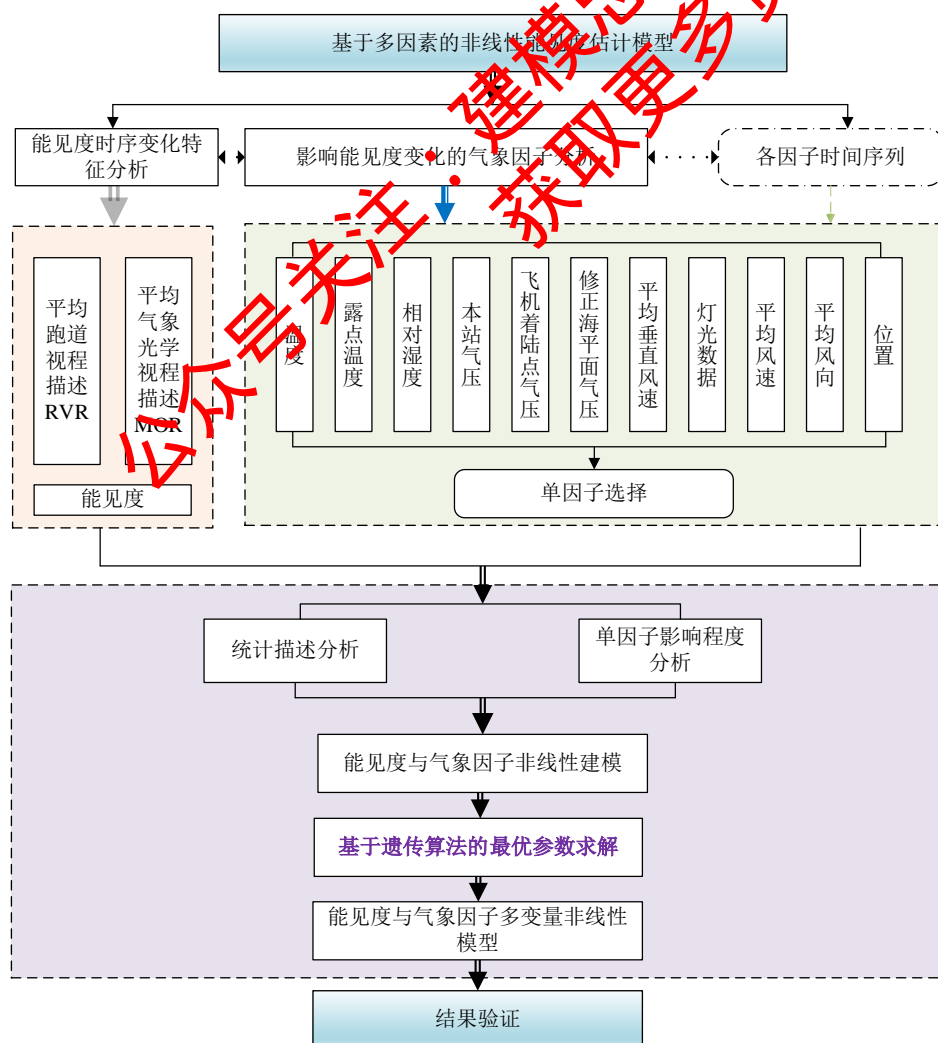 基于多因素的非线性能见度估计模型
能见度时序变化特
征分析
影响能见度变化的气象因子分析
各因子时间序列
平均
跑道
视程
描述
RVR
平均
气象
光学
视程
描述
MOR
能见度
温度
露点温度
相对湿度
本站气压
飞机着陆点气压
修正海平面气压
平均垂直风速
灯光数据
平均风速
平均风向
位置
单因子选择
统计描述分析
单因子影响程度
分析
能见度与气象因子非线性建模
基于遗传算法的最优参数求解
能见度与气象因子多变量非线性
模型
结果验证
公众号关注：建模
获取更多